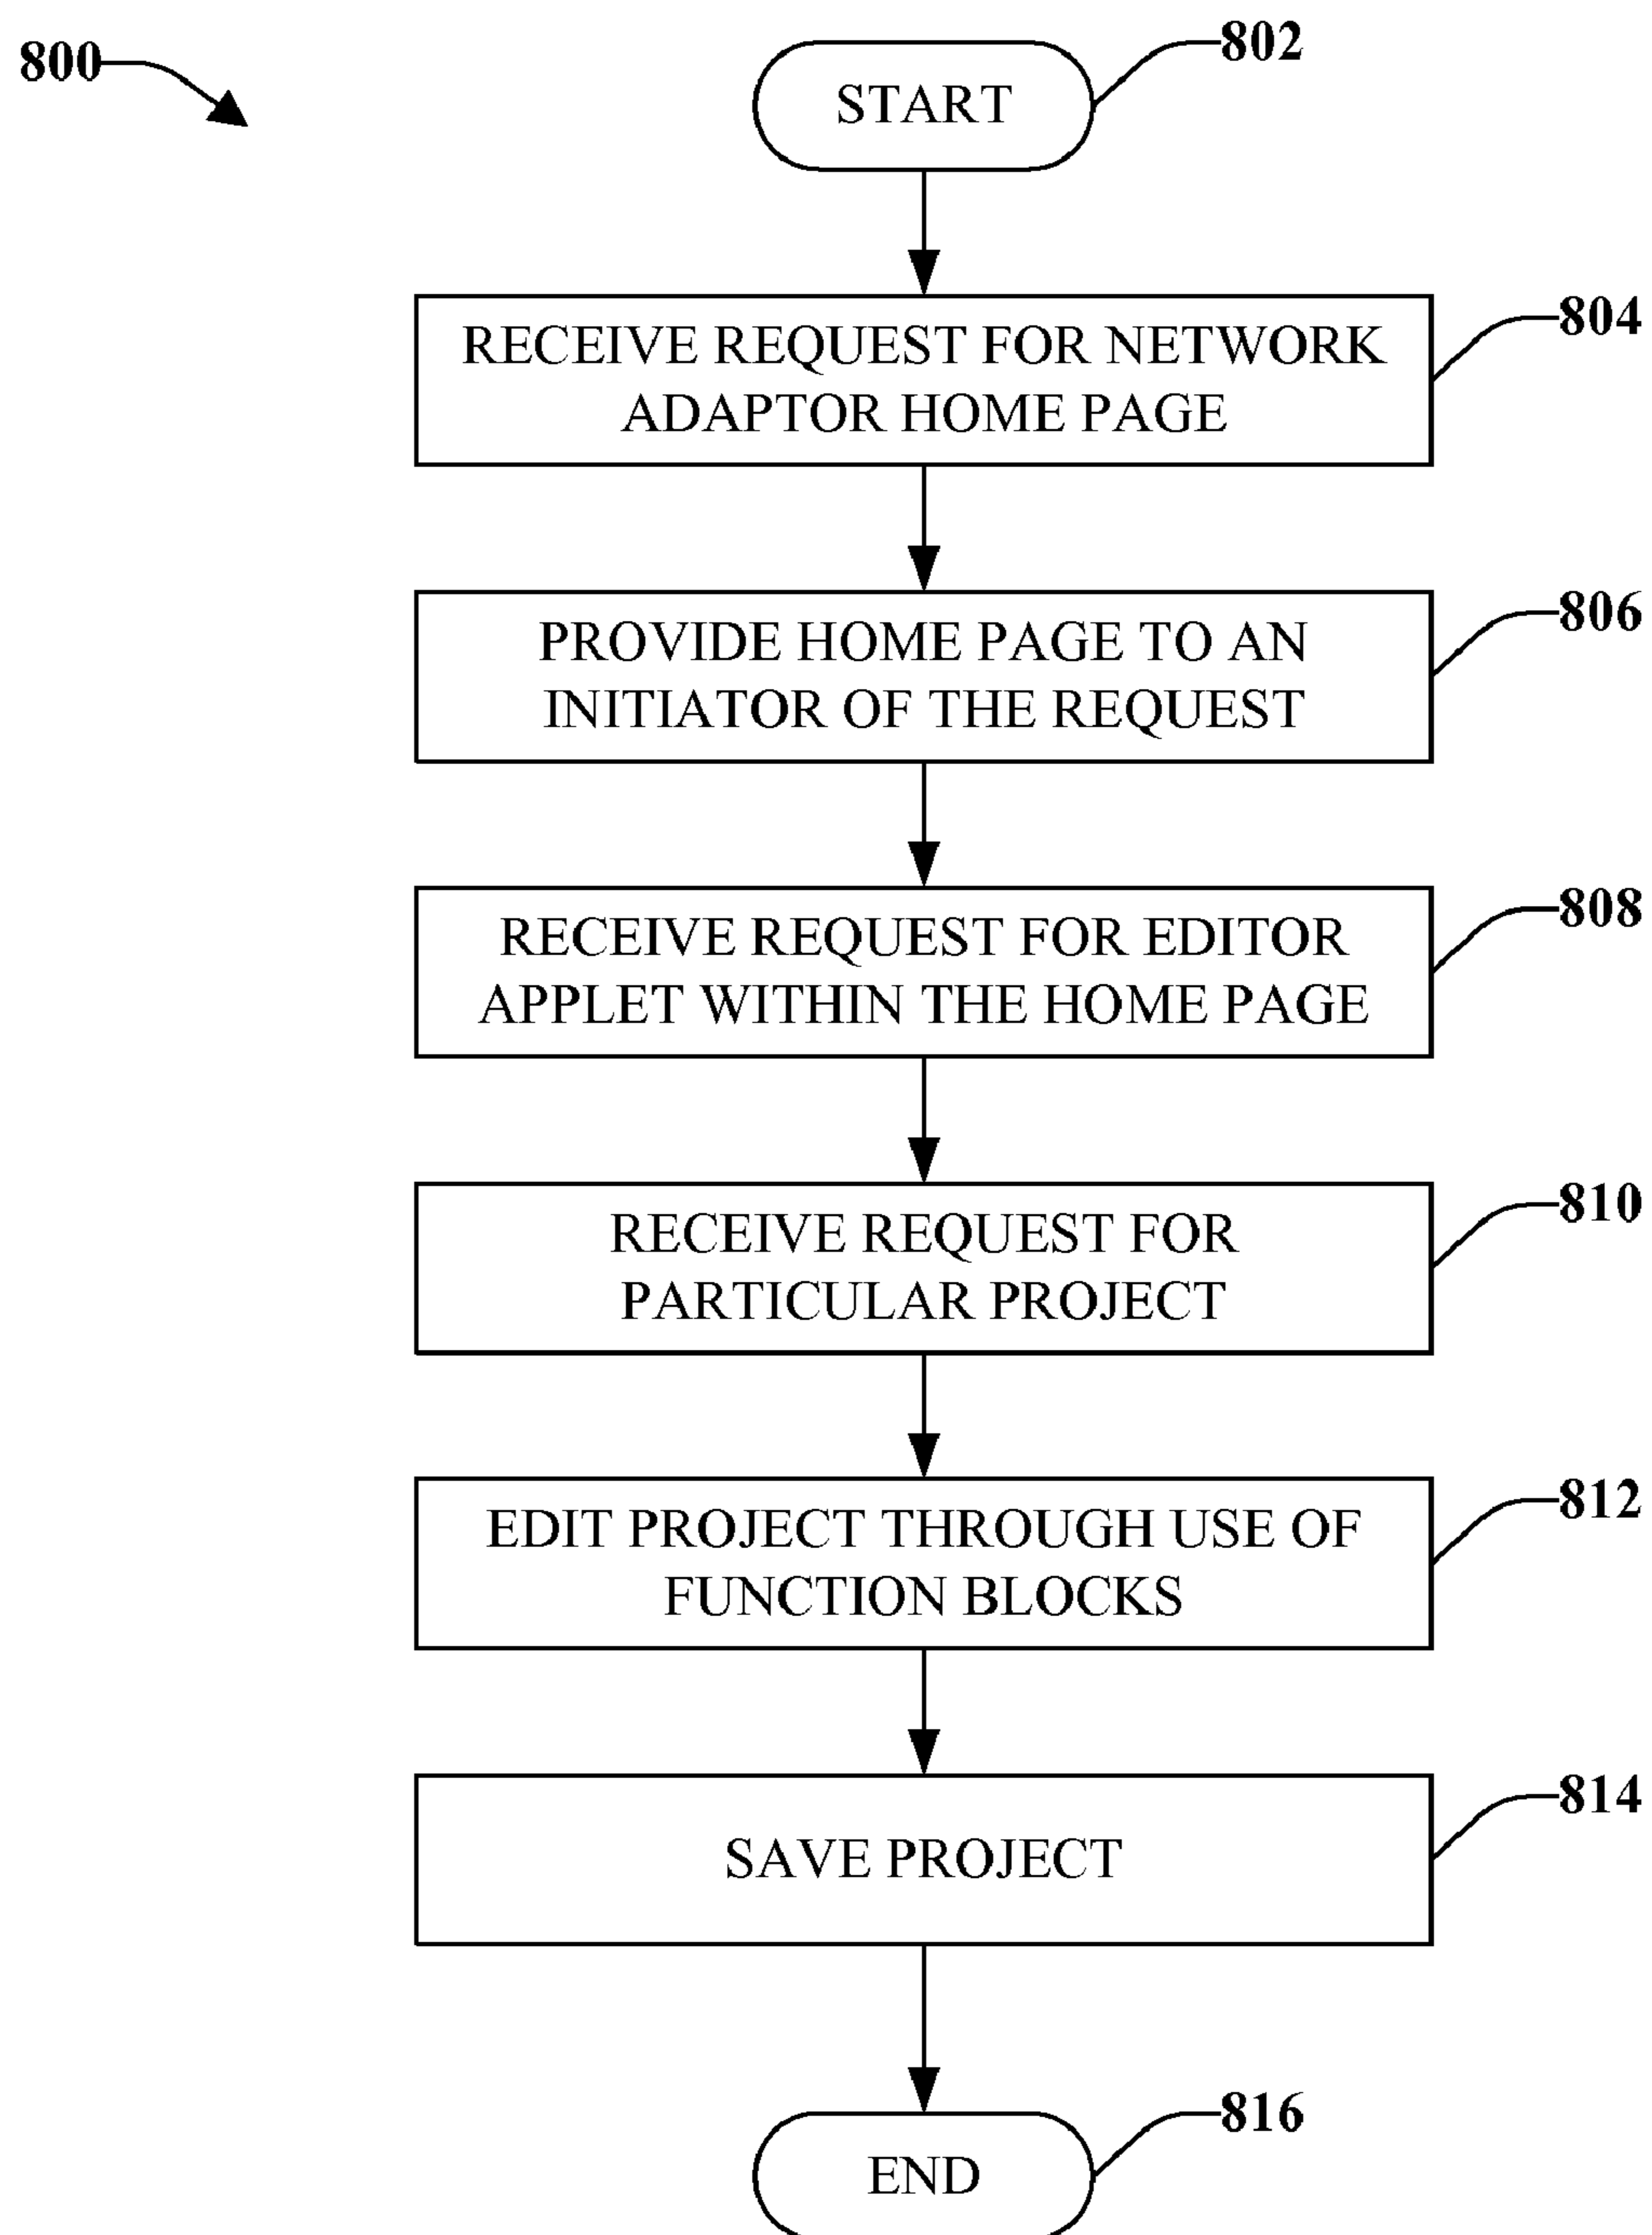 800
802
START
804
RECEIVE REQUEST FOR NETWORK
ADAPTOR HOME PAGE
806
PROVIDE HOME PAGE TO AN
INITIATOR OF THE REQUEST
808
RECEIVE REQUEST FOR EDITOR
APPLET WITHIN THE HOME PAGE
810
RECEIVE REQUEST FOR
PARTICULAR PROJECT
812
EDIT PROJECT THROUGH USE OF
FUNCTION BLOCKS
814
SAVE PROJECT
816
END